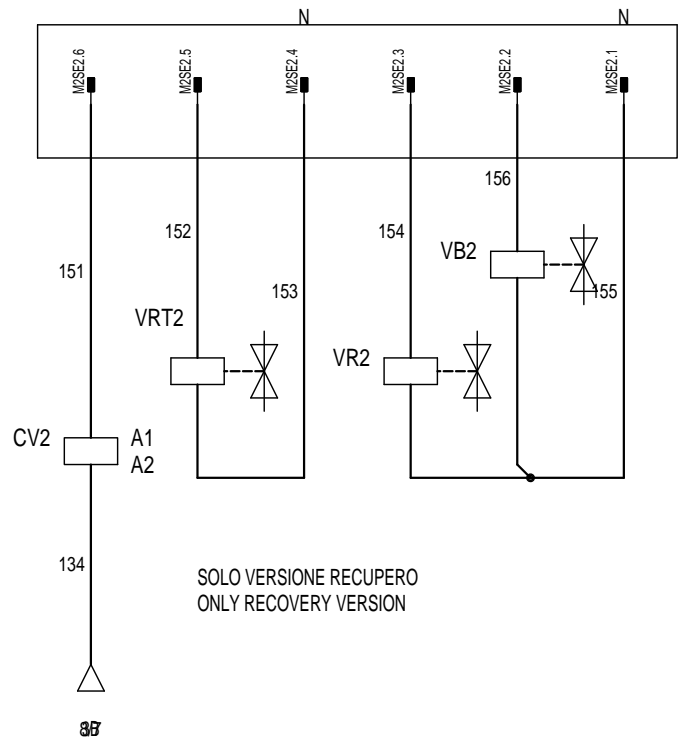 N N
M2SE2.6 M2SE2.5 M2SE2.4 M2SE2.3 M2SE2.2 M2SE2.1
156
152 154
VB2
151 153 155
VRT2
VR2
CV2 A1
A2
134
SOLO VERSIONE RECUPERO
ONLY RECOVERY VERSION